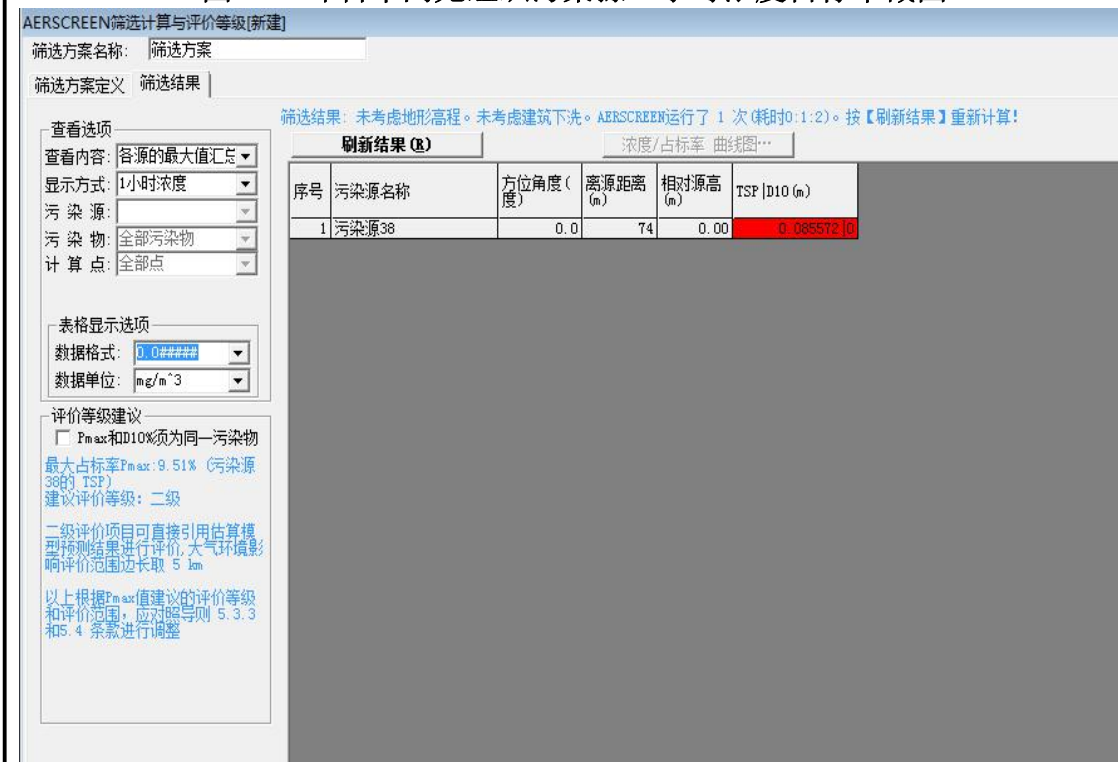 AERSCREEN筛选计算与评价等级[新建]
筛选方案名称: 筛选方案
筛选方案定义 筛选结果
筛选结果: 未考虑地形高程。未考虑建筑下洗。AERSCREEN运行了 1 次(耗时0:1:2)。按【刷新结果】重新计算!
查看选项
查看内容: 各源的最大值汇总
显示方式: 1小时浓度
污 染 源:
污 染 物: 全部污染物
计 算 点: 全部点
刷新结果(R)
浓度/占标率 曲线图…
序号 污染源名称 方位角度(度) 离源距离(m) 相对源高(m) TSP|D10(m)
1 污染源38 0.0 74 0.00 0.085572|0
表格显示选项
数据格式: 0.0#####
数据单位: mg/m^3
评价等级建议
Pmax和D10%须为同一污染物
最大占标率Pmax:9.51% (污染源
38的 TSP)
建议评价等级: 二级
二级评价项目可直接引用估算模
型预测结果进行评价,大气环境影
响评价范围边长取 5 km
以上根据Pmax值建议的评价等级
和评价范围,应对照导则 5.3.3
和5.4 条款进行调整